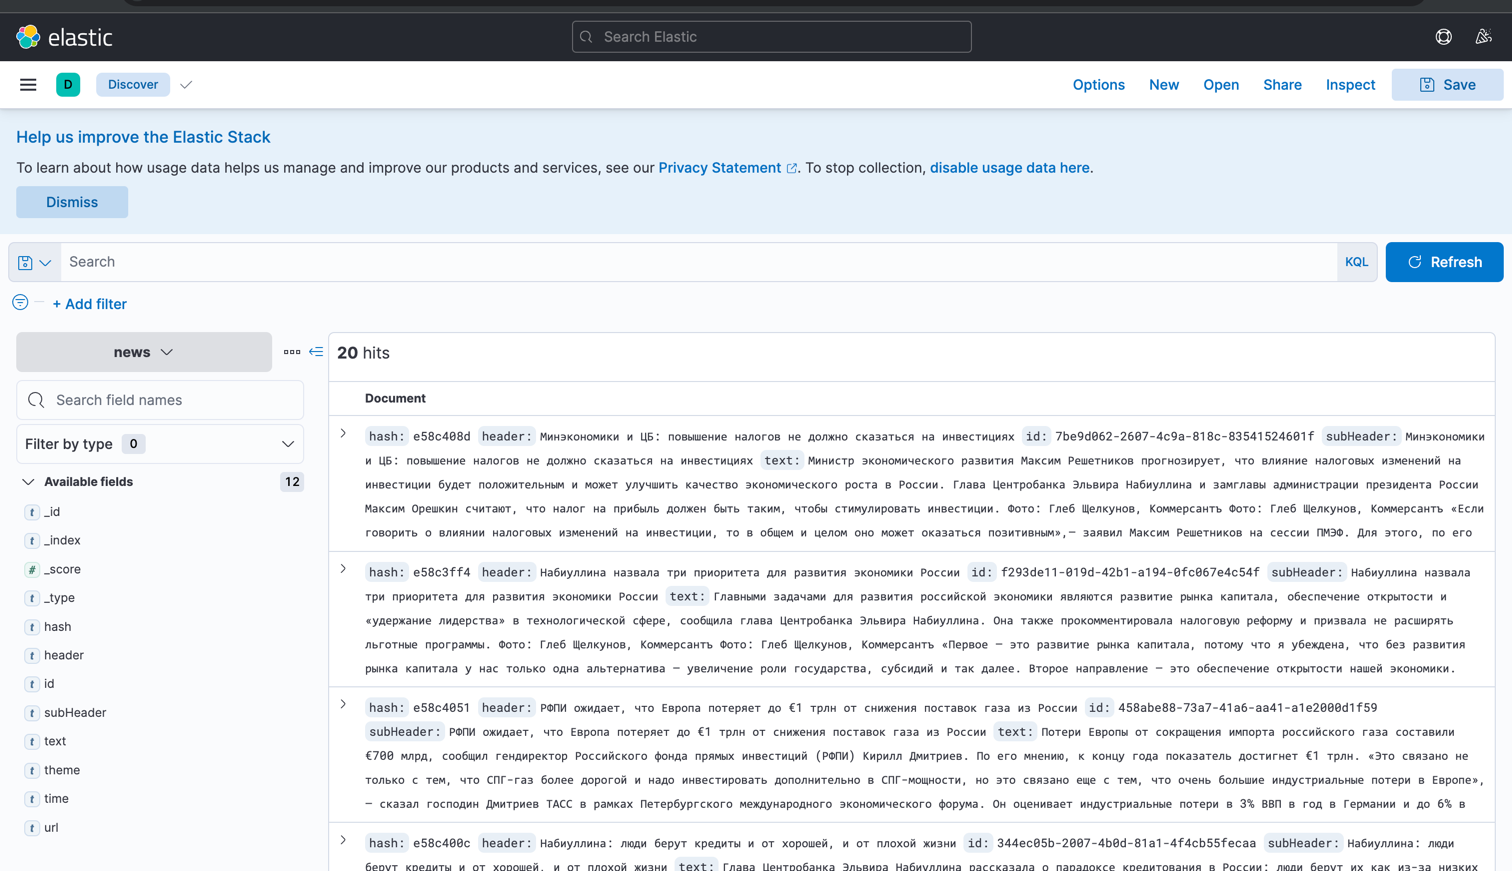 elastic
Search Elastic
D
Discover
Options
New
Open
Share
Inspect
Save
Help us improve the Elastic Stack
To learn about how usage data helps us manage and improve our products and services, see our Privacy Statement. To stop collection, disable usage data here.
Dismiss
Search
KQL
Refresh
+ Add filter
news
Search field names
Filter by type 0
Available fields 12
t _id
t _index
# _score
t _type
t hash
t header
t id
t subHeader
t text
t theme
t time
t url
20 hits
Document
hash: e58c408d header: Минэкономики и ЦБ: повышение налогов не должно сказаться на инвестициях id: 7be9d062-2607-4c9a-818c-83541524601f subHeader: Минэкономики
и ЦБ: повышение налогов не должно сказаться на инвестициях text: Министр экономического развития Максим Решетников прогнозирует, что влияние налоговых изменений на
инвестиции будет положительным и может улучшить качество экономического роста в России. Глава Центробанка Эльвира Набиуллина и замглавы администрации президента России
Максим Орешкин считают, что налог на прибыль должен быть таким, чтобы стимулировать инвестиции. Фото: Глеб Щелкунов, Коммерсантъ Фото: Глеб Щелкунов, Коммерсантъ «Если
говорить о влиянии налоговых изменений на инвестиции, то в общем и целом оно может оказаться позитивным»,— заявил Максим Решетников на сессии ПМЭФ. Для этого, по его
hash: e58c3ff4 header: Набиуллина назвала три приоритета для развития экономики России id: f293de11-019d-42b1-a194-0fc067e4c54f subHeader: Набиуллина назвала
три приоритета для развития экономики России text: Главными задачами для развития российской экономики являются развитие рынка капитала, обеспечение открытости и
«удержание лидерства» в технологической сфере, сообщила глава Центробанка Эльвира Набиуллина. Она также прокомментировала налоговую реформу и призвала не расширять
льготные программы. Фото: Глеб Щелкунов, Коммерсантъ Фото: Глеб Щелкунов, Коммерсантъ «Первое — это развитие рынка капитала, потому что я убеждена, что без развития
рынка капитала у нас только одна альтернатива — увеличение роли государства, субсидий и так далее. Второе направление — это обеспечение открытости нашей экономики.
hash: e58c4051 header: РФПИ ожидает, что Европа потеряет до €1 трлн от снижения поставок газа из России id: 458abe88-73a7-41a6-aa41-a1e2000d1f59
subHeader: РФПИ ожидает, что Европа потеряет до €1 трлн от снижения поставок газа из России text: Потери Европы от сокращения импорта российского газа составили
€700 млрд, сообщил гендиректор Российского фонда прямых инвестиций (РФПИ) Кирилл Дмитриев. По его мнению, к концу года показатель достигнет €1 трлн. «Это связано не
только с тем, что СПГ-газ более дорогой и надо инвестировать дополнительно в СПГ-мощности, но это связано еще с тем, что очень большие индустриальные потери в Европе»,
— сказал господин Дмитриев ТАСС в рамках Петербургского международного экономического форума. Он оценивает индустриальные потери в 3% ВВП в год в Германии и до 6% в
hash: e58c400c header: Набиуллина: люди берут кредиты и от хорошей, и от плохой жизни id: 344ec05b-2007-4b0d-81a1-4f4cb55fecaa subHeader: Набиуллина: люди
берут кредиты и от хорошей, и от плохой жизни text: Глава Центробанка Эльвира Набиуллина рассказала о парадоксе кредитования в России: люди берут их как из-за низких